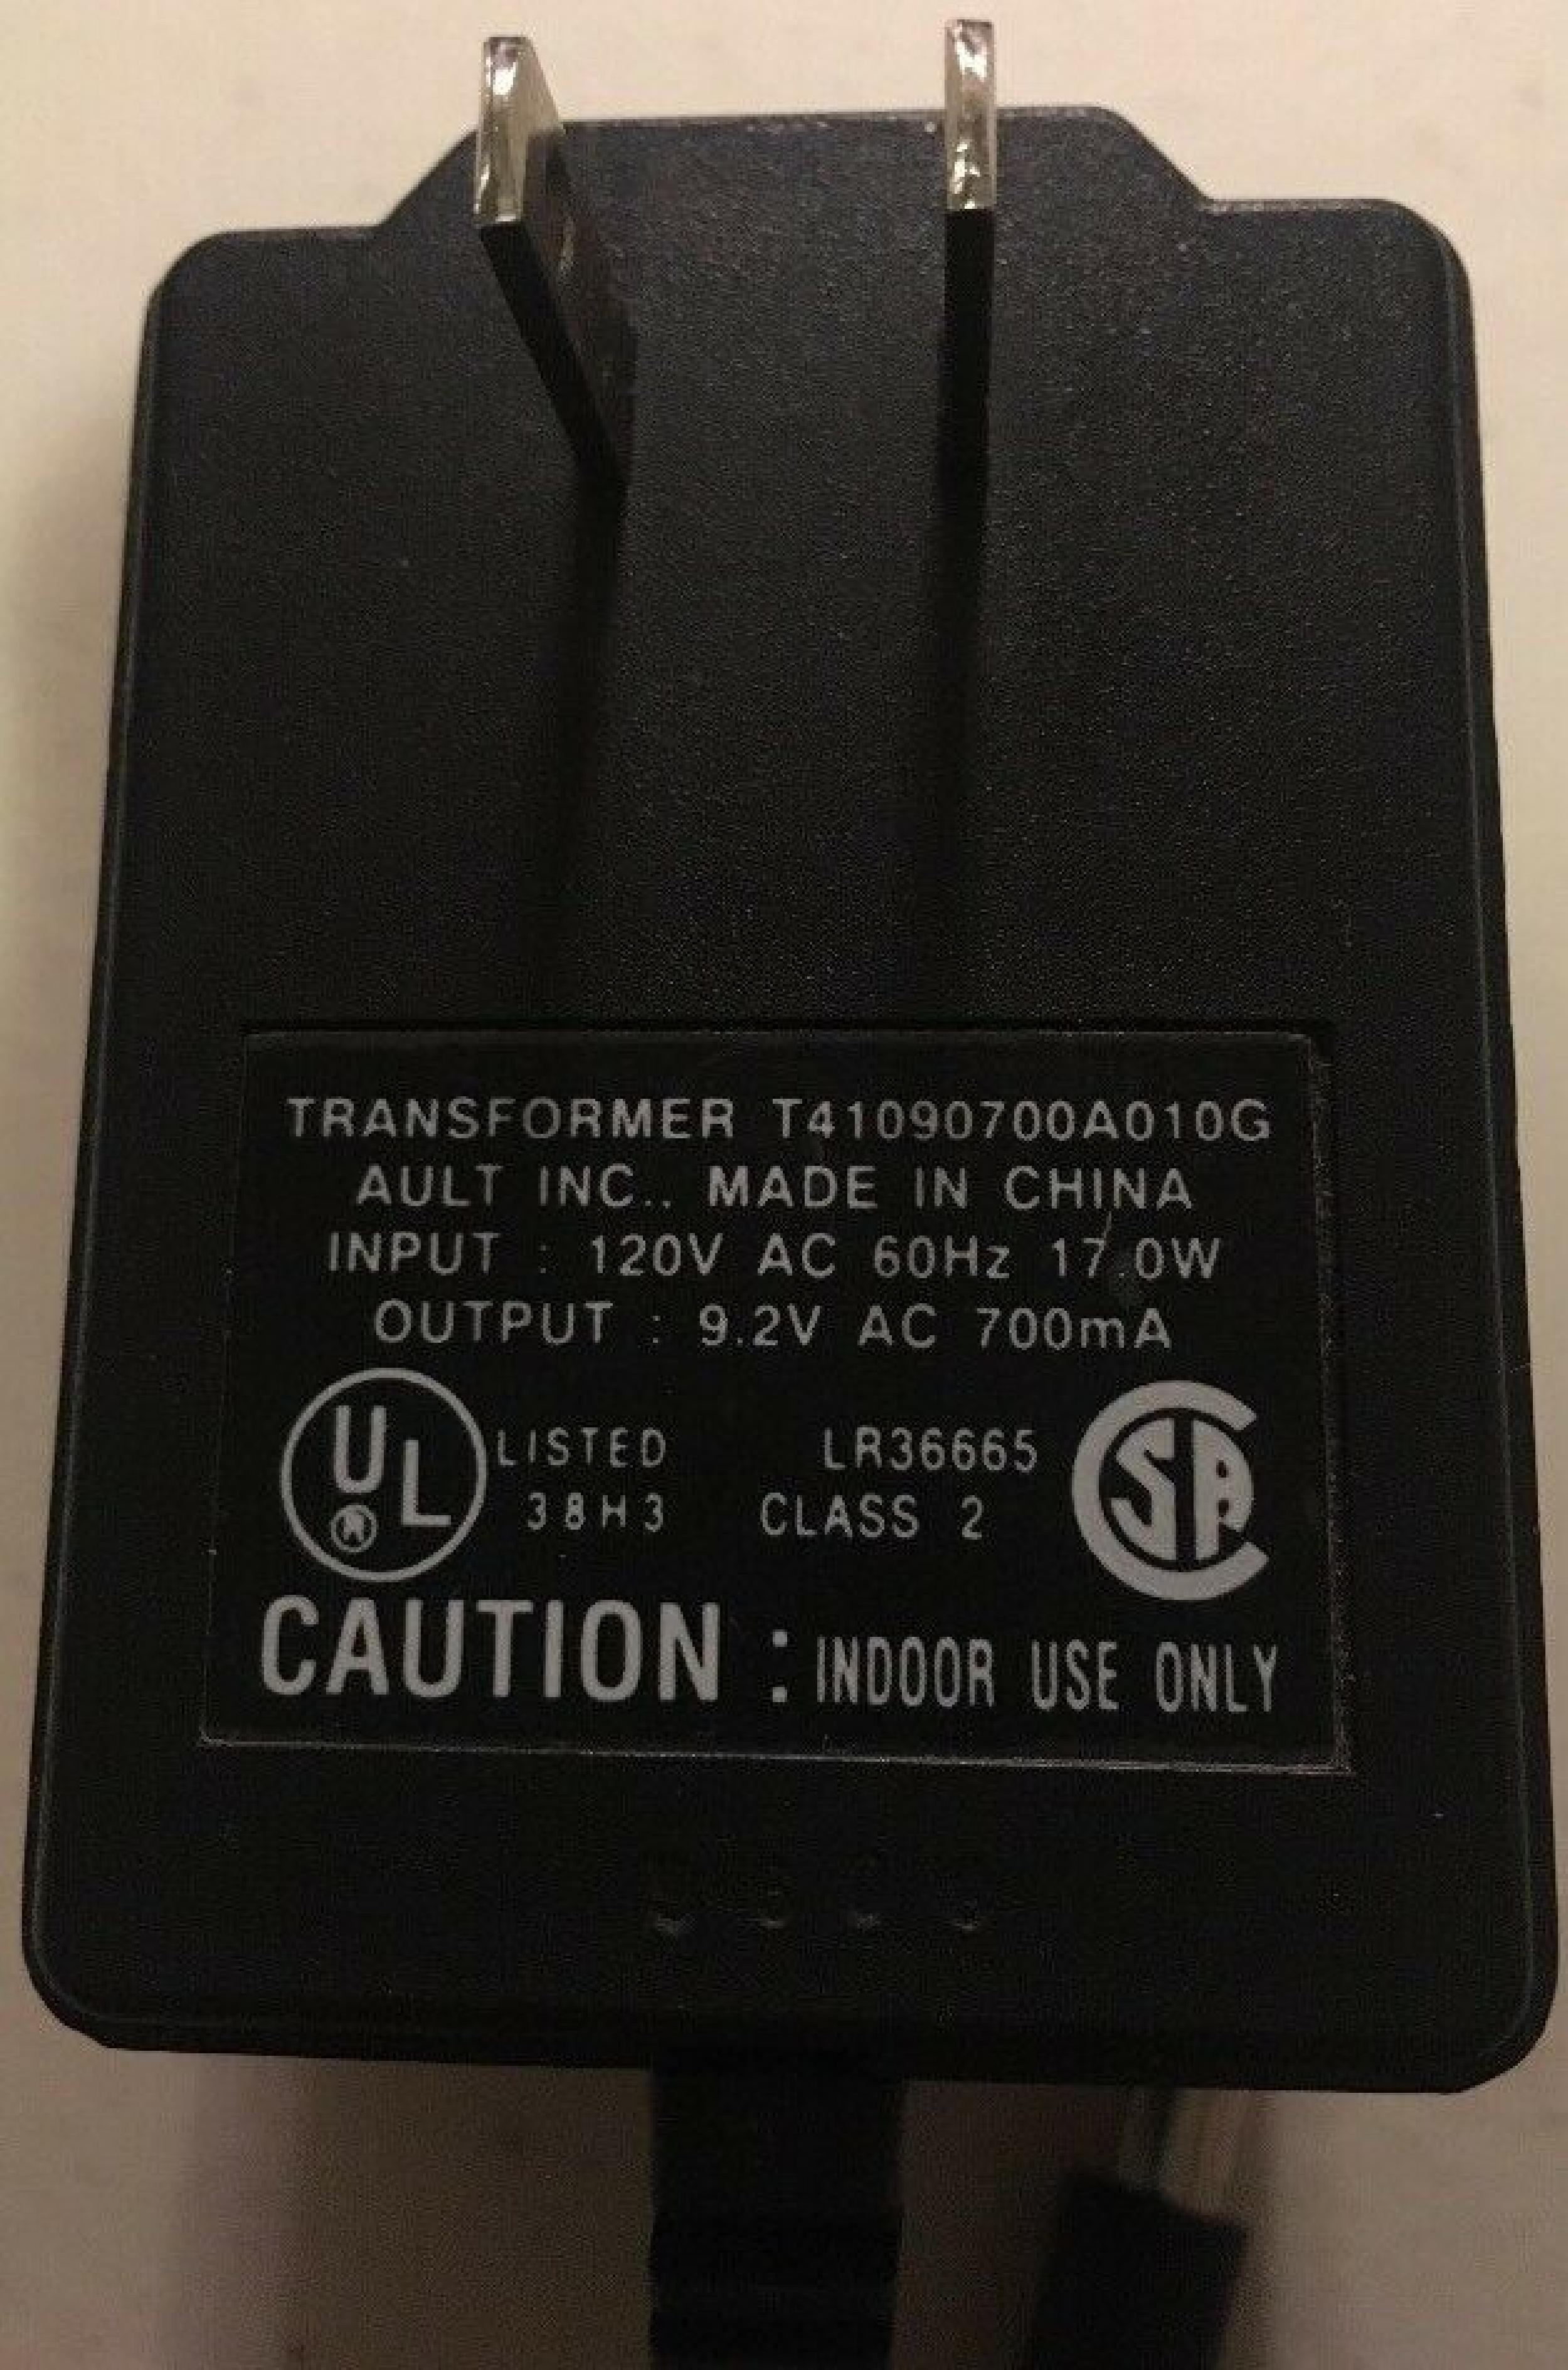 TRANSFORMER T41090700A010G
AULT INC.. MADE IN CHINA
INPUT : 120V AC 60Hz 17.0W
OUTPUT : 9.2V AC 700mA
UL ® LISTED LR36665 CSA
38H3 CLASS 2
CAUTION : INDOOR USE ONLY